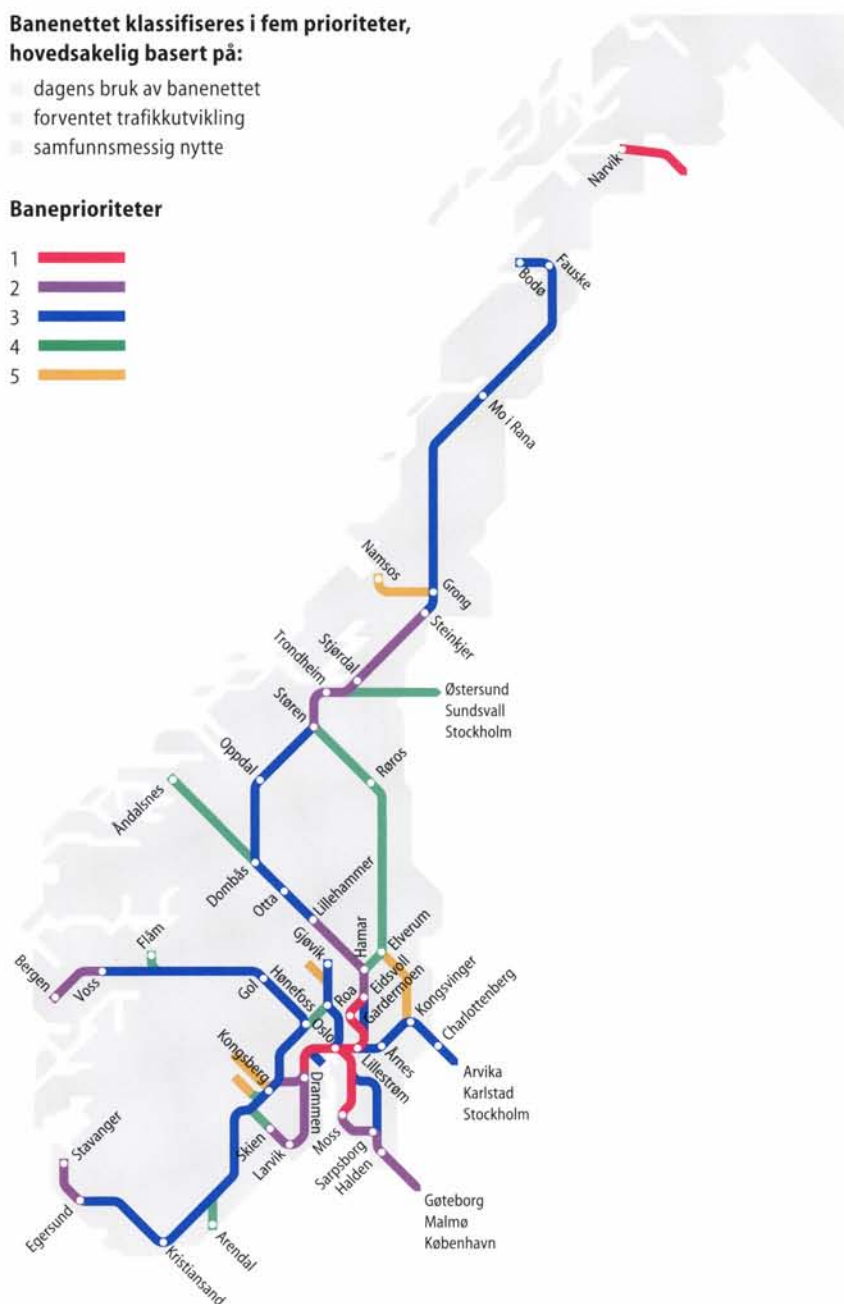 Banenettet klassifiseres i fem prioriteter,
hovedsakelig basert på:
dagens bruk av banenettet
forventet trafikkutvikling
samfunnsmessig nytte
Baneprioriteter
1
2
3
4
5
Narvik
Bodø
Fauske
Mo i Rana
Namsos
Grong
Steinkjer
Stjørdal
Trondheim
Østersund
Sundsvall
Stockholm
Støren
Oppdal
Røros
Åndalsnes
Dombås
Otta
Lillehammer
Hamar
Elverum
Flåm
Gjøvik
Bergen
Voss
Gol
Hønefoss
Roa
Eidsvoll
Gardermoen
Kongsvinger
Charlottenberg
Oslo
Lillestrøm
Årnes
Arvika
Karlstad
Stockholm
Kongsberg
Drammen
Skien
Larvik
Moss
Sarpsborg
Halden
Gøteborg
Malmø
København
Stavanger
Egersund
Kristiansand
Arendal